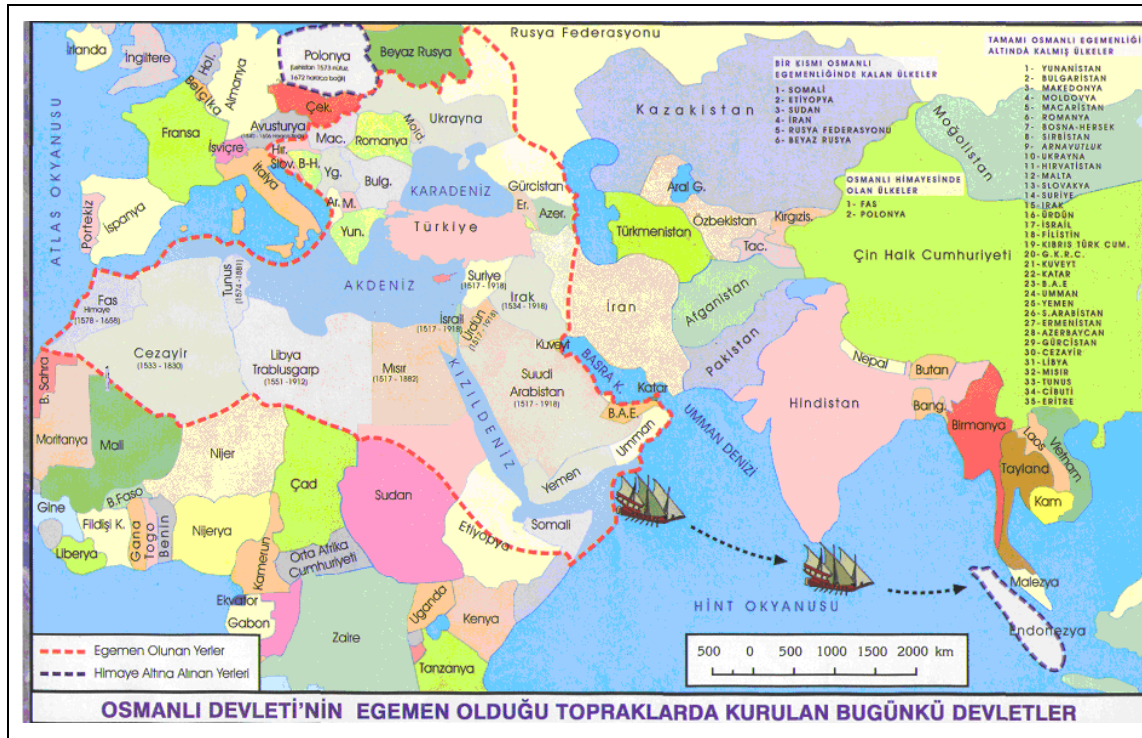 Rusya Federasyonu
İrlanda
İngiltere
Hol.
Belçika
Almanya
Polonya
Beyaz Rusya
Çek.
Ukrayna
Fransa
Avusturya
İsviçre
Mac.
Romanya
Mold.
Hır.
Slov.
B-H.
Yg.
Bulg.
Ar.
M.
Yun.
İtalya
İspanya
Portekiz
ATLAS OKYANUSU
KARADENİZ
Gürcistan
Er.
Azer.
Türkiye
AKDENİZ
Kazakistan
Moğolistan
Aral G.
Özbekistan
Kırgızis.
Türkmenistan
Tac.
Afganistan
Pakistan
İran
Çin Halk Cumhuriyeti
Nepal
Butan
Bang.
Hindistan
Birmanya
Laos
Vietnam
Tayland
Kam
Malezya
Endonezya
Fas
Himaye
(1578 - 1658)
Tunus
(1574 -1881)
Cezayir
(1533 - 1830)
Libya
Trablusgarp
(1551 -1912)
Mısır
(1517 - 1882)
Suriye
(1517 - 1918)
Irak
(1534 - 1918)
İsrail
(1517 - 1918)
Ürdün
(1517 - 1918)
Kuveyt
Suudi
Arabistan
(1517 - 1918)
BASRA K.
Katar
B.A.E.
Umman
Yemen
KIZILDENİZ
UMMAN DENİZİ
HİNT OKYANUSU
B. Sahra
Moritanya
Mali
Nijer
Çad
Sudan
Etiyopya
Somali
B.Faso
Gine
Fildişi K.
Liberya
Gana
Togo
Benin
Nijerya
Kamerun
Orta Afrika
Cumhuriyeti
Ekvator
Gabon
Zaire
Uganda
Kenya
Tanzanya
BİR KISMI OSMANLI
EGEMENLİĞİNDE KALAN ÜLKELER
1- SOMALİ
2- ETİYOPYA
3- SUDAN
4- İRAN
5- RUSYA FEDERASYONU
6- BEYAZ RUSYA
OSMANLI HİMAYESİNDE
OLAN ÜLKELER
1- FAS
2- POLONYA
TAMAMI OSMANLI EGEMENLİĞİ
ALTINDA KALMIŞ ÜLKELER
1- YUNANİSTAN
2- BULGARİSTAN
3- MAKEDONYA
4- MOLDOVYA
5- MACARİSTAN
6- ROMANYA
7- BOSNA-HERSEK
8- SIRBİSTAN
9- ARNAVUTLUK
10- UKRAYNA
11- HIRVATİSTAN
12- MALTA
13- SLOVAKYA
14- SURİYE
15- IRAK
16- ÜRDÜN
17- İSRAİL
18- FİLİSTİN
19- KIBRIS TÜRK CUM.
20- G.K.R.C.
21- KUVEYT
22- KATAR
23- B.A.E
24- UMMAN
25- YEMEN
26- S.ARABİSTAN
27- ERMENİSTAN
28- AZERBAYCAN
29- GÜRCİSTAN
30- CEZAYİR
31- LİBYA
32- MISIR
33- TUNUS
34- CİBUTİ
35- ERİTRE
Egemen Olunan Yerler
Himaye Altına Alınan Yerleri
500 0 500 1000 1500 2000 km
OSMANLI DEVLETİ'NİN EGEMEN OLDUĞU TOPRAKLARDA KURULAN BUGÜNKÜ DEVLETLER